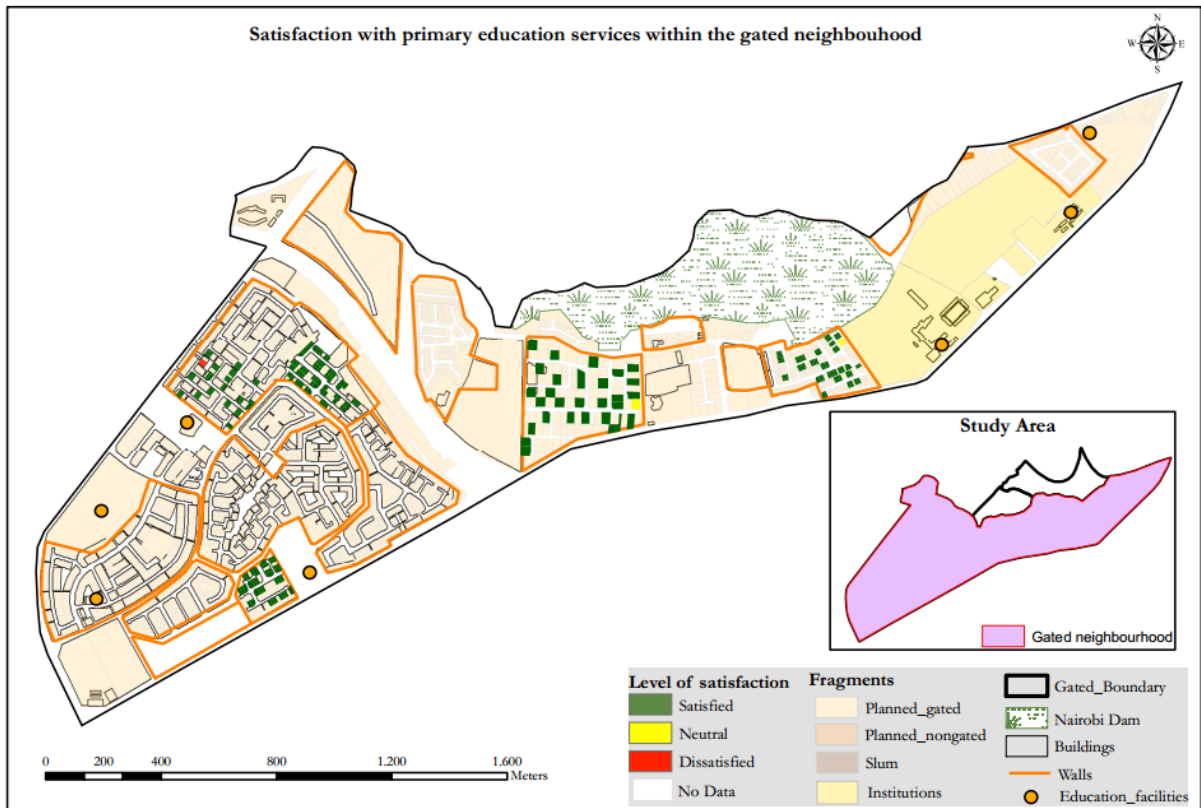 Satisfaction with primary education services within the gated neighbouhood
N
W E
S
Study Area
Gated neighbourhood
Level of satisfaction
Satisfied
Neutral
Dissatisfied
No Data
Fragments
Planned_gated
Planned_nongated
Slum
Institutions
Gated_Boundary
Nairobi Dam
Buildings
Walls
Education_facilities
0 200 400 800 1.200 1.600
Meters